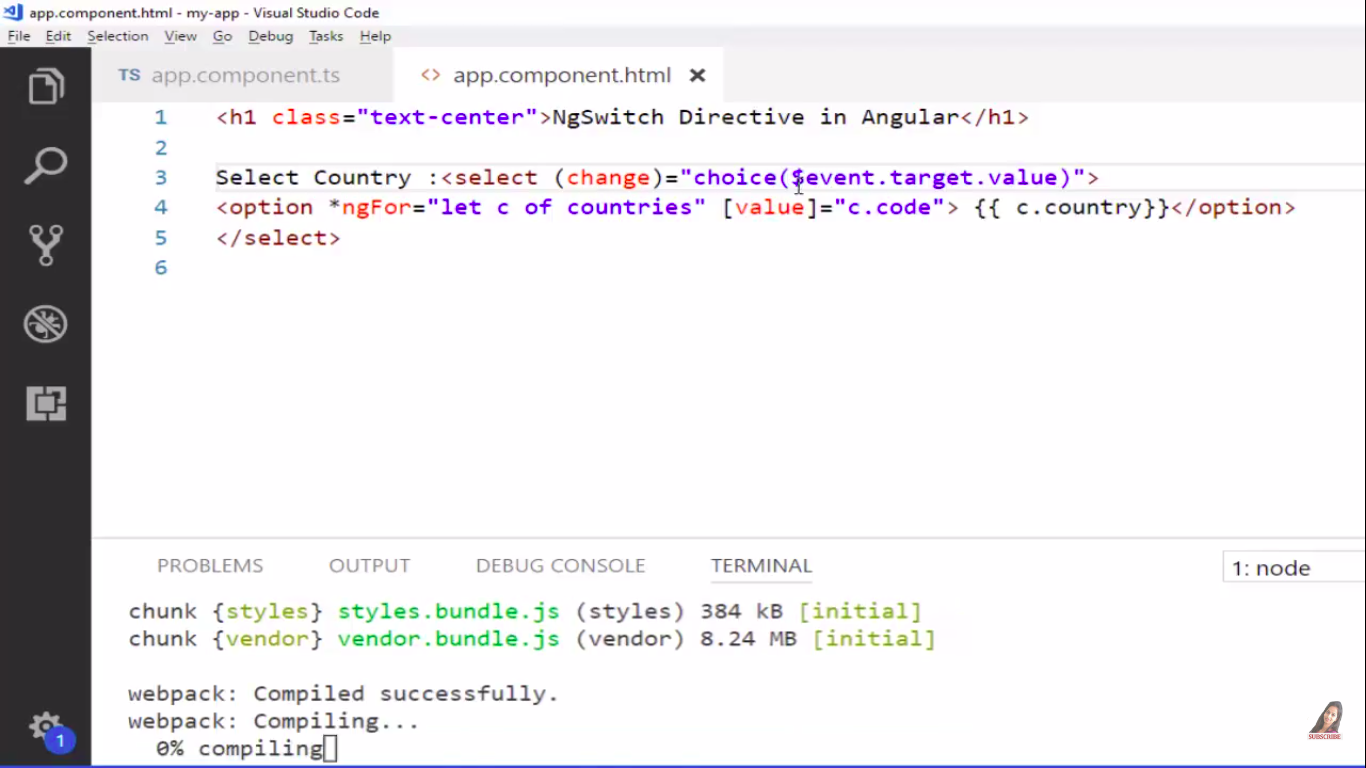 app.component.html - my-app - Visual Studio Code
File Edit Selection View Go Debug Tasks Help
TS app.component.ts <> app.component.html
1 <h1 class="text-center">NgSwitch Directive in Angular</h1>
2
3 Select Country :<select (change)="choice($event.target.value)">
4 <option *ngFor="let c of countries" [value]="c.code"> {{ c.country}}</option>
5 </select>
6
PROBLEMS OUTPUT DEBUG CONSOLE TERMINAL 1: node
chunk {styles} styles.bundle.js (styles) 384 kB [initial]
chunk {vendor} vendor.bundle.js (vendor) 8.24 MB [initial]
webpack: Compiled successfully.
webpack: Compiling...
0% compiling
1
SUBSCRIBE